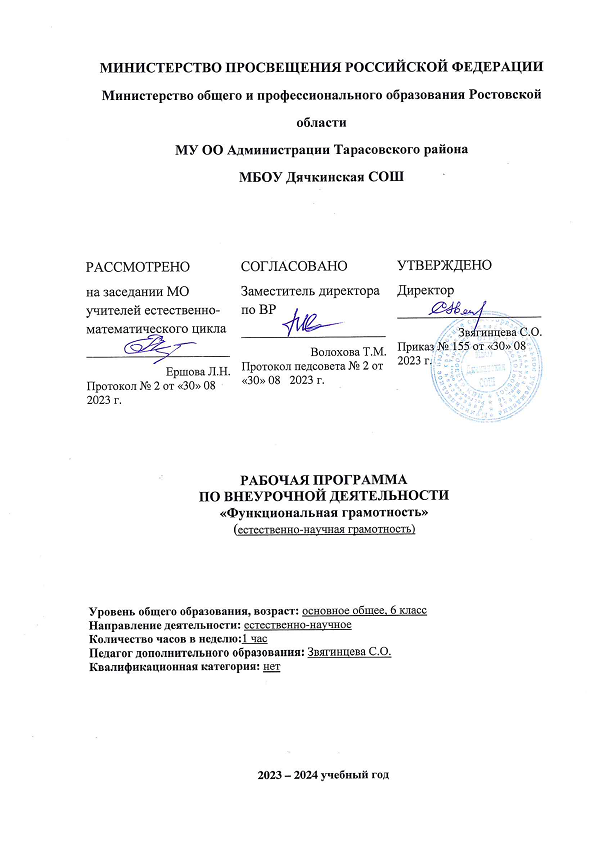 МИНИСТЕРСТВО ПРОСВЕЩЕНИЯ РОССИЙСКОЙ ФЕДЕРАЦИИ
Министерство общего и профессионального образования Ростовской
области
МУ ОО Администрации Тарасовского района
МБОУ Дячкинская СОШ
РАССМОТРЕНО
на заседании МО
учителей естественно-
математического цикла
Ершова Л.Н.
Протокол № 2 от «30» 08
2023 г.
СОГЛАСОВАНО
Заместитель директора
по ВР
Волохова Т.М.
Протокол педсовета № 2 от
«30» 08 2023 г.
УТВЕРЖДЕНО
Директор
Звягинцева С.О.
Приказ № 155 от «30» 08
2023 г.
РАБОЧАЯ ПРОГРАММА
ПО ВНЕУРОЧНОЙ ДЕЯТЕЛЬНОСТИ
«Функциональная грамотность»
(естественно-научная грамотность)
Уровень общего образования, возраст: основное общее, 6 класс
Направление деятельности: естественно-научное
Количество часов в неделю:1 час
Педагог дополнительного образования: Звягинцева С.О.
Квалификационная категория: нет
2023 – 2024 учебный год